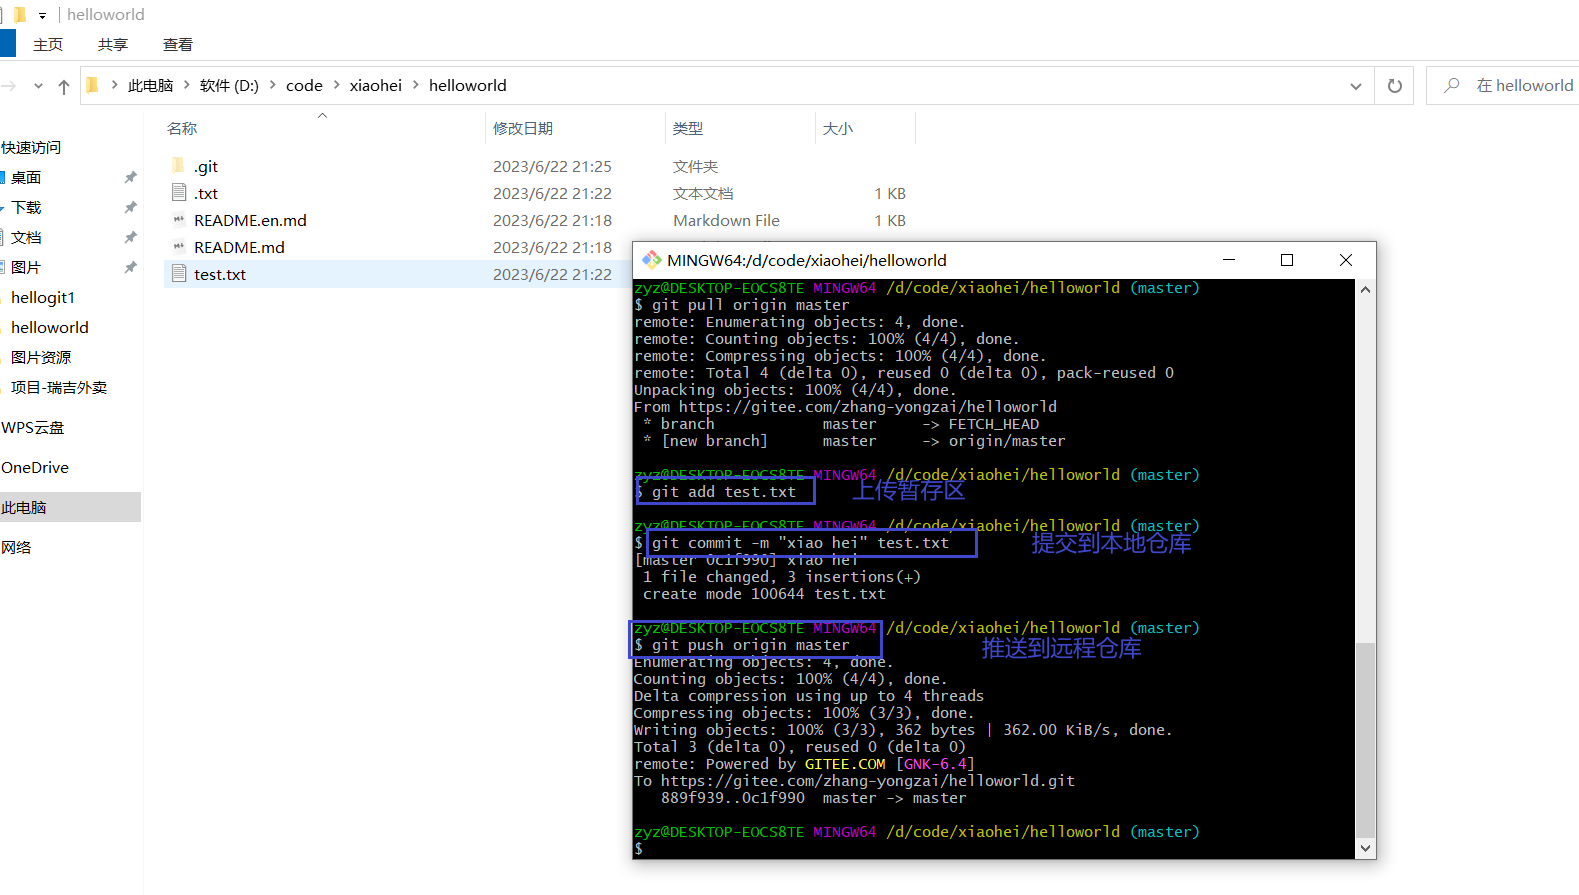 helloworld
主页 共享 查看
此电脑 软件 (D:) code xiaohei helloworld
在 helloworld
名称 修改日期 类型 大小
快速访问
桌面
下载
文档
图片
hellogit1
helloworld
图片资源
项目-瑞吉外卖
WPS云盘
OneDrive
此电脑
网络
.git 2023/6/22 21:25 文件夹
.txt 2023/6/22 21:22 文本文档 1 KB
README.en.md 2023/6/22 21:18 Markdown File 1 KB
README.md 2023/6/22 21:18
test.txt 2023/6/22 21:22
MINGW64:/d/code/xiaohei/helloworld
zyz@DESKTOP-EOCS8TE MINGW64 /d/code/xiaohei/helloworld (master)
$ git pull origin master
remote: Enumerating objects: 4, done.
remote: Counting objects: 100% (4/4), done.
remote: Compressing objects: 100% (4/4), done.
remote: Total 4 (delta 0), reused 0 (delta 0), pack-reused 0
Unpacking objects: 100% (4/4), done.
From https://gitee.com/zhang-yongzai/helloworld
* branch master -> FETCH_HEAD
* [new branch] master -> origin/master
zyz@DESKTOP-EOCS8TE MINGW64 /d/code/xiaohei/helloworld (master)
$ git add test.txt 上传暂存区
zyz@DESKTOP-EOCS8TE MINGW64 /d/code/xiaohei/helloworld (master)
$ git commit -m "xiao hei" test.txt 提交到本地仓库
[master 0c1f990] xiao hei
1 file changed, 3 insertions(+)
create mode 100644 test.txt
zyz@DESKTOP-EOCS8TE MINGW64 /d/code/xiaohei/helloworld (master)
$ git push origin master 推送到远程仓库
Enumerating objects: 4, done.
Counting objects: 100% (4/4), done.
Delta compression using up to 4 threads
Compressing objects: 100% (3/3), done.
Writing objects: 100% (3/3), 362 bytes | 362.00 KiB/s, done.
Total 3 (delta 0), reused 0 (delta 0)
remote: Powered by GITEE.COM [GNK-6.4]
To https://gitee.com/zhang-yongzai/helloworld.git
889f939..0c1f990 master -> master
zyz@DESKTOP-EOCS8TE MINGW64 /d/code/xiaohei/helloworld (master)
$